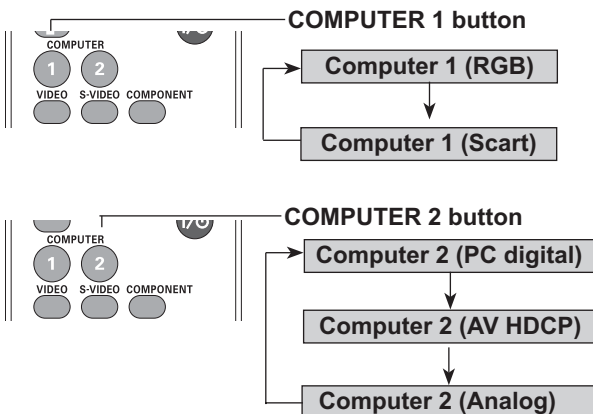 COMPUTER 1 button
COMPUTER
1 2
VIDEO S-VIDEO COMPONENT
Computer 1 (RGB)
Computer 1 (Scart)
COMPUTER 2 button
COMPUTER
1 2
VIDEO S-VIDEO COMPONENT
Computer 2 (PC digital)
Computer 2 (AV HDCP)
Computer 2 (Analog)